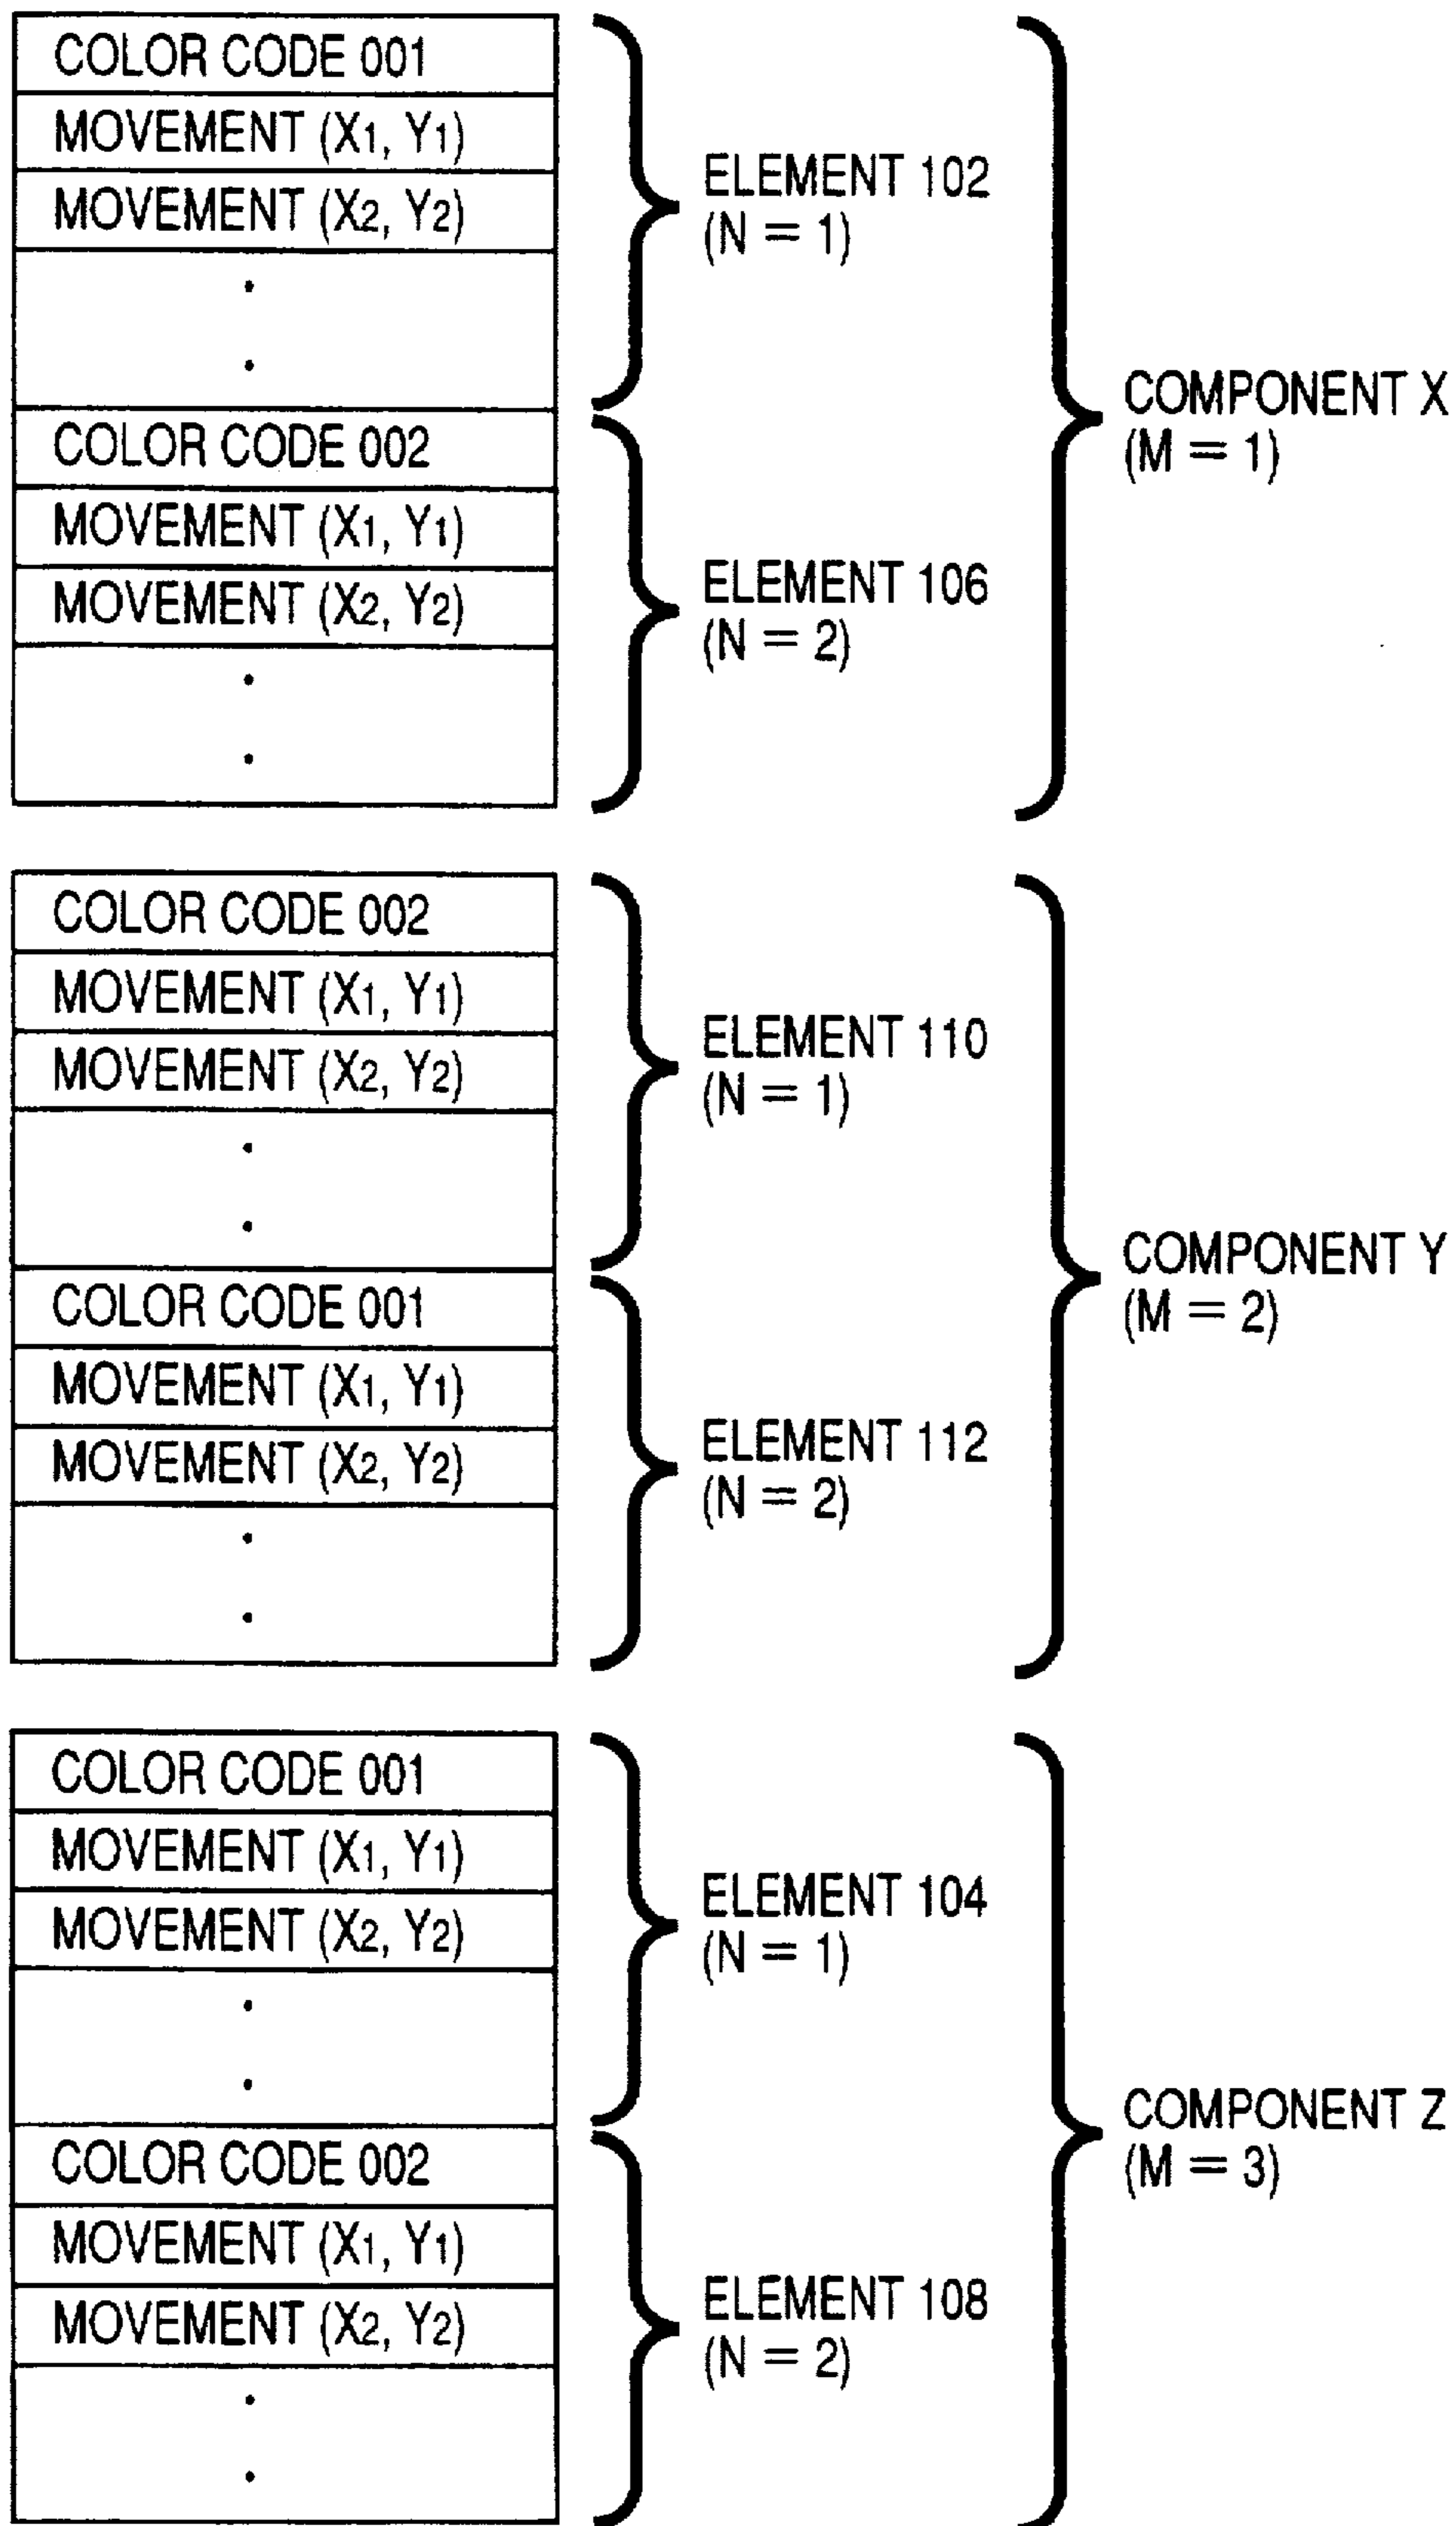 COLOR CODE 001
MOVEMENT (X1, Y1)
MOVEMENT (X2, Y2)
ELEMENT 102
(N = 1)
COLOR CODE 002
MOVEMENT (X1, Y1)
MOVEMENT (X2, Y2)
ELEMENT 106
(N = 2)
COMPONENT X
(M = 1)
COLOR CODE 002
MOVEMENT (X1, Y1)
MOVEMENT (X2, Y2)
ELEMENT 110
(N = 1)
COLOR CODE 001
MOVEMENT (X1, Y1)
MOVEMENT (X2, Y2)
ELEMENT 112
(N = 2)
COMPONENT Y
(M = 2)
COLOR CODE 001
MOVEMENT (X1, Y1)
MOVEMENT (X2, Y2)
ELEMENT 104
(N = 1)
COLOR CODE 002
MOVEMENT (X1, Y1)
MOVEMENT (X2, Y2)
ELEMENT 108
(N = 2)
COMPONENT Z
(M = 3)